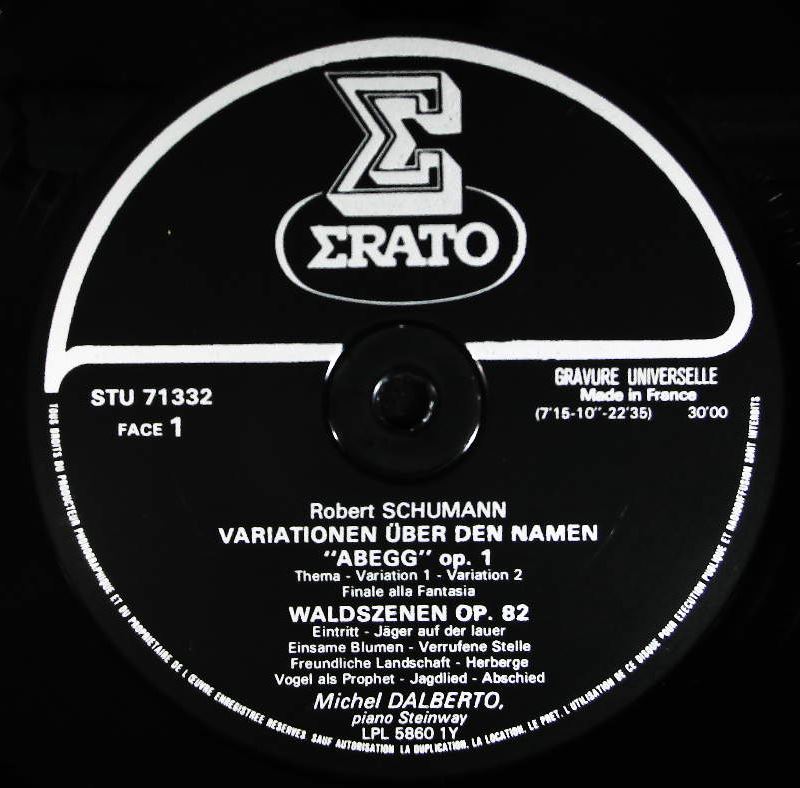 Σ
ΣRATO
STU 71332
FACE 1
GRAVURE UNIVERSELLE
Made in France
(7'15-10"-22'35) 30'00
Robert SCHUMANN
VARIATIONEN ÜBER DEN NAMEN
"ABEGG" op. 1
Thema - Variation 1 - Variation 2
Finale alla Fantasia
WALDSZENEN OP. 82
Eintritt - Jäger auf der lauer
Einsame Blumen - Verrufene Stelle
Freundliche Landschaft - Herberge
Vogel als Prophet - Jagdlied - Abschied
Michel DALBERTO,
piano Steinway
LPL 5860 1Y
TOUS DROITS DU PRODUCTEUR PHONOGRAPHIQUE ET DU PROPRIETAIRE DE L'ŒUVRE ENREGISTREE RESERVES SAUF AUTORISATION LA DUPLICATION, LA LOCATION, LE PRET, L'UTILISATION DE CE DISQUE POUR EXECUTION PUBLIQUE ET RADIODIFFUSION SONT INTERDITS